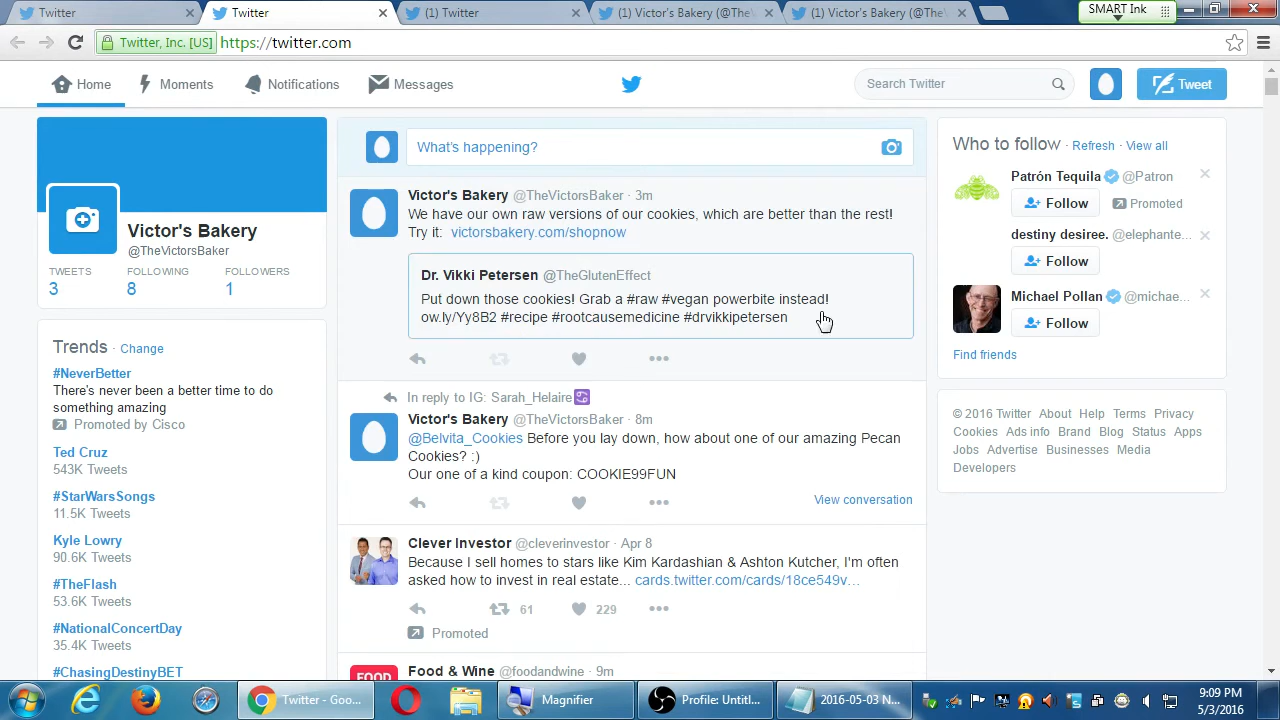 Twitter
Twitter
(1) Twitter
(1) Victor's Bakery (@The
(1) Victor's Bakery (@The
SMART Ink
Twitter, Inc. [US]
https://twitter.com
Home
Moments
Notifications
Messages
Search Twitter
Tweet
Victor's Bakery
@TheVictorsBaker
TWEETS FOLLOWING FOLLOWERS
3 8 1
Trends · Change
#NeverBetter
There's never been a better time to do
something amazing
Promoted by Cisco
Ted Cruz
543K Tweets
#StarWarsSongs
11.5K Tweets
Kyle Lowry
90.6K Tweets
#TheFlash
53.6K Tweets
#NationalConcertDay
35.4K Tweets
#ChasingDestinyBET
What's happening?
Victor's Bakery @TheVictorsBaker · 3m
We have our own raw versions of our cookies, which are better than the rest!
Try it: victorsbakery.com/shopnow
Dr. Vikki Petersen @TheGlutenEffect
Put down those cookies! Grab a #raw #vegan powerbite instead!
ow.ly/Yy8B2 #recipe #rootcausemedicine #drvikkipetersen
In reply to IG: Sarah_Helaire♋
Victor's Bakery @TheVictorsBaker · 8m
@Belvita_Cookies Before you lay down, how about one of our amazing Pecan
Cookies? :)
Our one of a kind coupon: COOKIE99FUN
View conversation
Clever Investor @cleverinvestor · Apr 8
Because I sell homes to stars like Kim Kardashian & Ashton Kutcher, I'm often
asked how to invest in real estate... cards.twitter.com/cards/18ce549v…
61 229
Promoted
FOOD
Food & Wine @foodandwine · 9m
Who to follow · Refresh · View all
Patrón Tequila @Patron
Follow
Promoted
destiny desiree. @elephante...
Follow
Michael Pollan @michae...
Follow
Find friends
© 2016 Twitter About Help Terms Privacy
Cookies Ads info Brand Blog Status Apps
Jobs Advertise Businesses Media
Developers
Twitter - Goo...
Magnifier
Profile: Untitl...
2016-05-03 N...
9:09 PM
5/3/2016